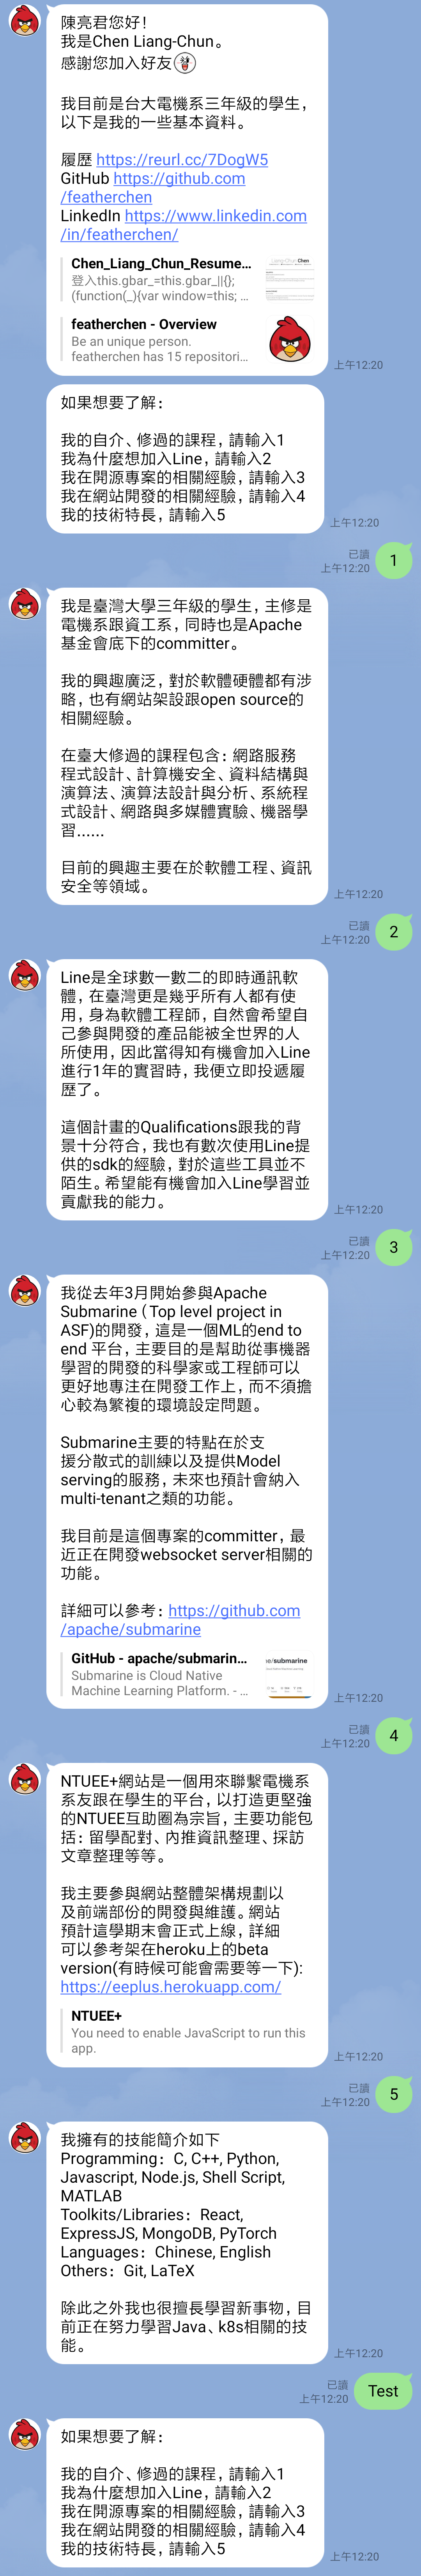 陳亮君您好！
我是Chen Liang-Chun。
感謝您加入好友
我目前是台大電機系三年級的學生，
以下是我的一些基本資料。
履歷 https://reurl.cc/7DogW5
GitHub https://github.com
/featherchen
LinkedIn https://www.linkedin.com
/in/featherchen/
Chen_Liang_Chun_Resume...
登入this.gbar_=this.gbar_||{};
(function(_){var window=this; ...
featherchen - Overview
Be an unique person.
featherchen has 15 repositori...
上午12:20
如果想要了解：
我的自介、修過的課程，請輸入1
我為什麼想加入Line，請輸入2
我在開源專案的相關經驗，請輸入3
我在網站開發的相關經驗，請輸入4
我的技術特長，請輸入5
上午12:20
已讀
上午12:20
1
我是臺灣大學三年級的學生，主修是
電機系跟資工系，同時也是Apache
基金會底下的committer。
我的興趣廣泛，對於軟體硬體都有涉
略，也有網站架設跟open source的
相關經驗。
在臺大修過的課程包含：網路服務
程式設計、計算機安全、資料結構與
演算法、演算法設計與分析、系統程
式設計、網路與多媒體實驗、機器學
習......
目前的興趣主要在於軟體工程、資訊
安全等領域。
上午12:20
已讀
上午12:20
2
Line是全球數一數二的即時通訊軟
體，在臺灣更是幾乎所有人都有使
用，身為軟體工程師，自然會希望自
己參與開發的產品能被全世界的人
所使用，因此當得知有機會加入Line
進行1年的實習時，我便立即投遞履
歷了。
這個計畫的Qualifications跟我的背
景十分符合，我也有數次使用Line提
供的sdk的經驗，對於這些工具並不
陌生。希望能有機會加入Line學習並
貢獻我的能力。
上午12:20
已讀
上午12:20
3
我從去年3月開始參與Apache
Submarine（Top level project in
ASF)的開發，這是一個ML的end to
end 平台，主要目的是幫助從事機器
學習的開發的科學家或工程師可以
更好地專注在開發工作上，而不須擔
心較為繁複的環境設定問題。
Submarine主要的特點在於支
援分散式的訓練以及提供Model
serving的服務，未來也預計會納入
multi-tenant之類的功能。
我目前是這個專案的committer，最
近正在開發websocket server相關的
功能。
詳細可以參考：https://github.com
/apache/submarine
GitHub - apache/submarin...
Submarine is Cloud Native
Machine Learning Platform. - ...
上午12:20
已讀
上午12:20
4
NTUEE+網站是一個用來聯繫電機系
系友跟在學生的平台，以打造更堅強
的NTUEE互助圈為宗旨，主要功能包
括：留學配對、內推資訊整理、採訪
文章整理等等。
我主要參與網站整體架構規劃以
及前端部份的開發與維護。網站
預計這學期末會正式上線，詳細
可以參考架在heroku上的beta
version(有時候可能會需要等一下):
https://eeplus.herokuapp.com/
NTUEE+
You need to enable JavaScript to run this
app.
上午12:20
已讀
上午12:20
5
我擁有的技能簡介如下
Programming：C, C++, Python,
Javascript, Node.js, Shell Script,
MATLAB
Toolkits/Libraries：React,
ExpressJS, MongoDB, PyTorch
Languages：Chinese, English
Others：Git, LaTeX
除此之外我也很擅長學習新事物，目
前正在努力學習Java、k8s相關的技
能。
上午12:20
已讀
上午12:20
Test
如果想要了解：
我的自介、修過的課程，請輸入1
我為什麼想加入Line，請輸入2
我在開源專案的相關經驗，請輸入3
我在網站開發的相關經驗，請輸入4
我的技術特長，請輸入5
上午12:20